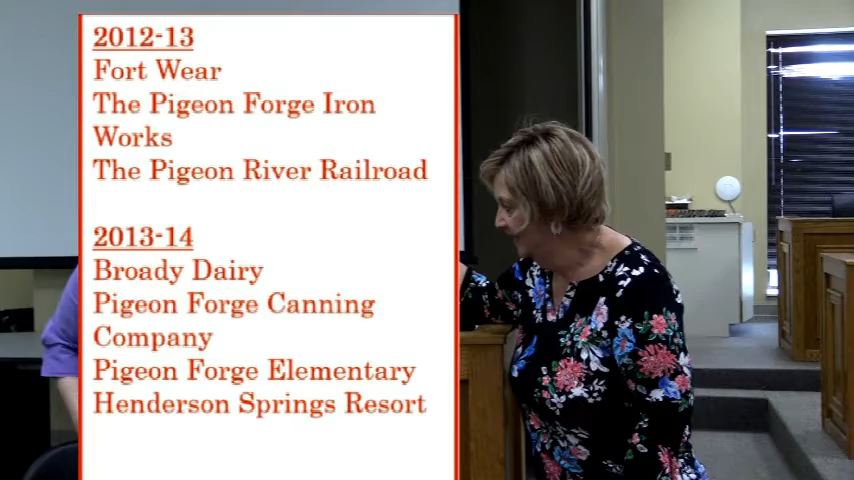 2012-13
Fort Wear
The Pigeon Forge Iron
Works
The Pigeon River Railroad
2013-14
Broady Dairy
Pigeon Forge Canning
Company
Pigeon Forge Elementary
Henderson Springs Resort